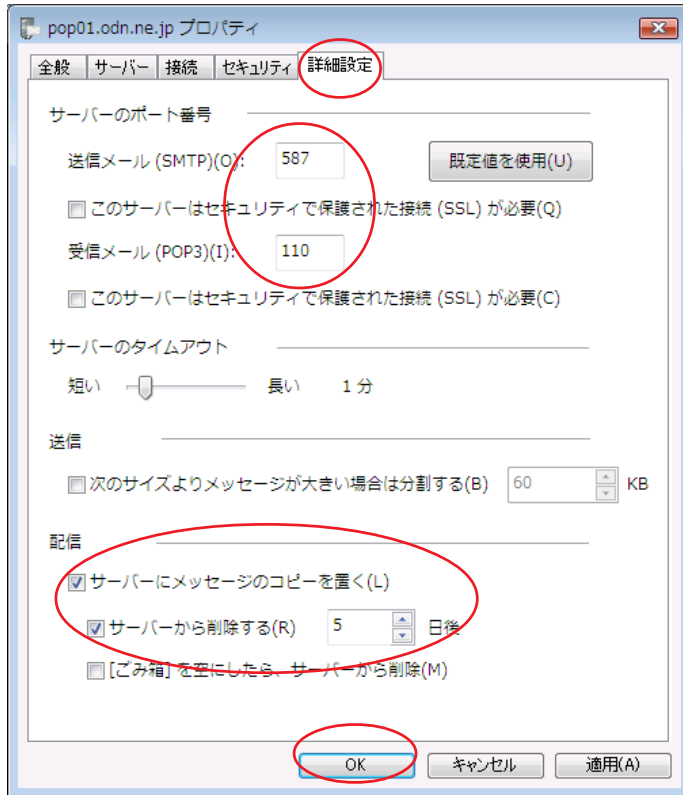 pop01.odn.ne.jp プロパティ
全般 サーバー 接続 セキュリティ 詳細設定
サーバーのポート番号
送信メール (SMTP)(O): 587 既定値を使用(U)
このサーバーはセキュリティで保護された接続 (SSL) が必要(Q)
受信メール (POP3)(I): 110
このサーバーはセキュリティで保護された接続 (SSL) が必要(C)
サーバーのタイムアウト
短い 長い 1 分
送信
次のサイズよりメッセージが大きい場合は分割する(B) 60 KB
配信
サーバーにメッセージのコピーを置く(L)
サーバーから削除する(R) 5 日後
[ごみ箱] を空にしたら、サーバーから削除(M)
OK キャンセル 適用(A)